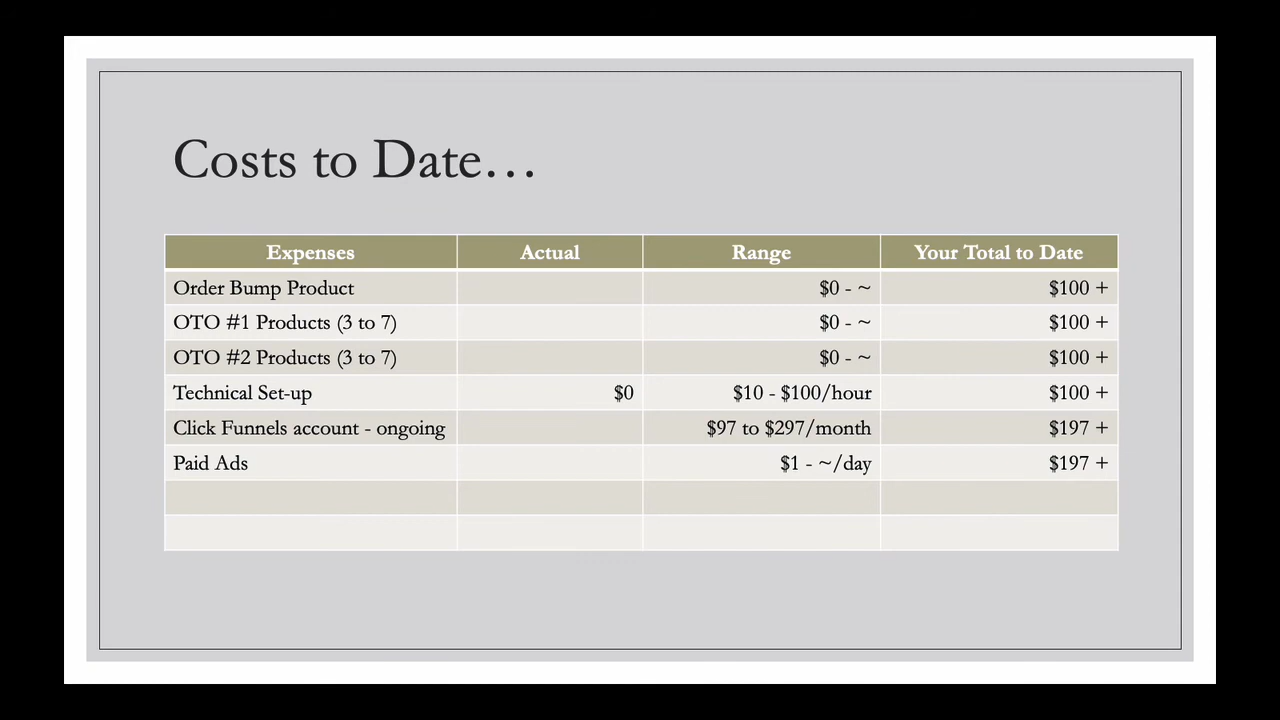 Costs to Date…
Expenses Actual Range Your Total to Date
Order Bump Product $0 - ~ $100 +
OTO #1 Products (3 to 7) $0 - ~ $100 +
OTO #2 Products (3 to 7) $0 - ~ $100 +
Technical Set-up $0 $10 - $100/hour $100 +
Click Funnels account - ongoing $97 to $297/month $197 +
Paid Ads $1 - ~/day $197 +